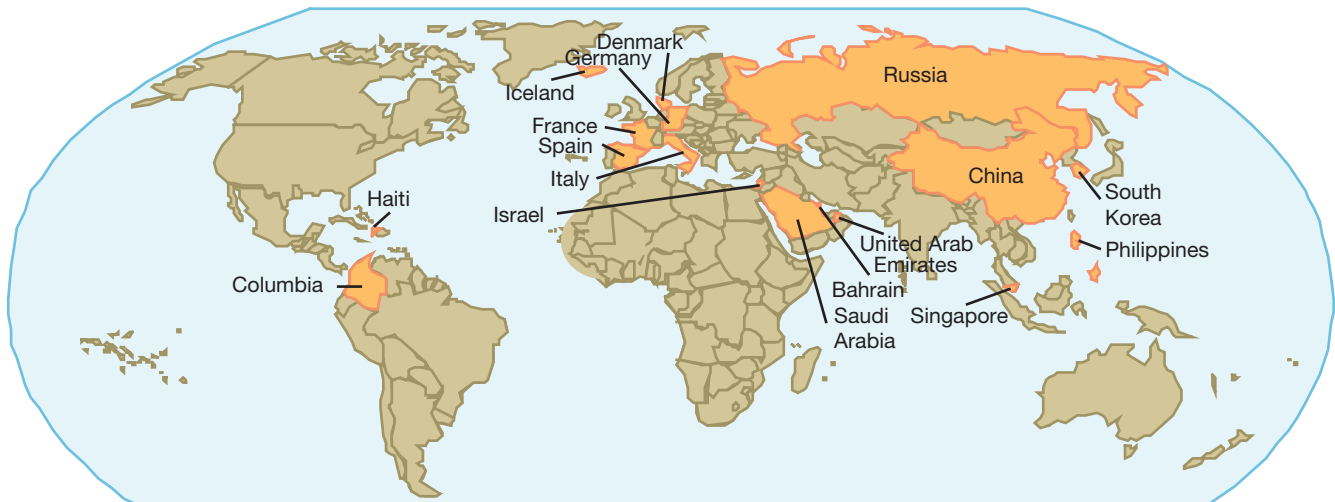 Denmark
Germany
Russia
Iceland
France
Spain
Italy
China
Haiti
Israel
South
Korea
United Arab
Emirates
Philippines
Columbia
Bahrain
Saudi
Arabia
Singapore